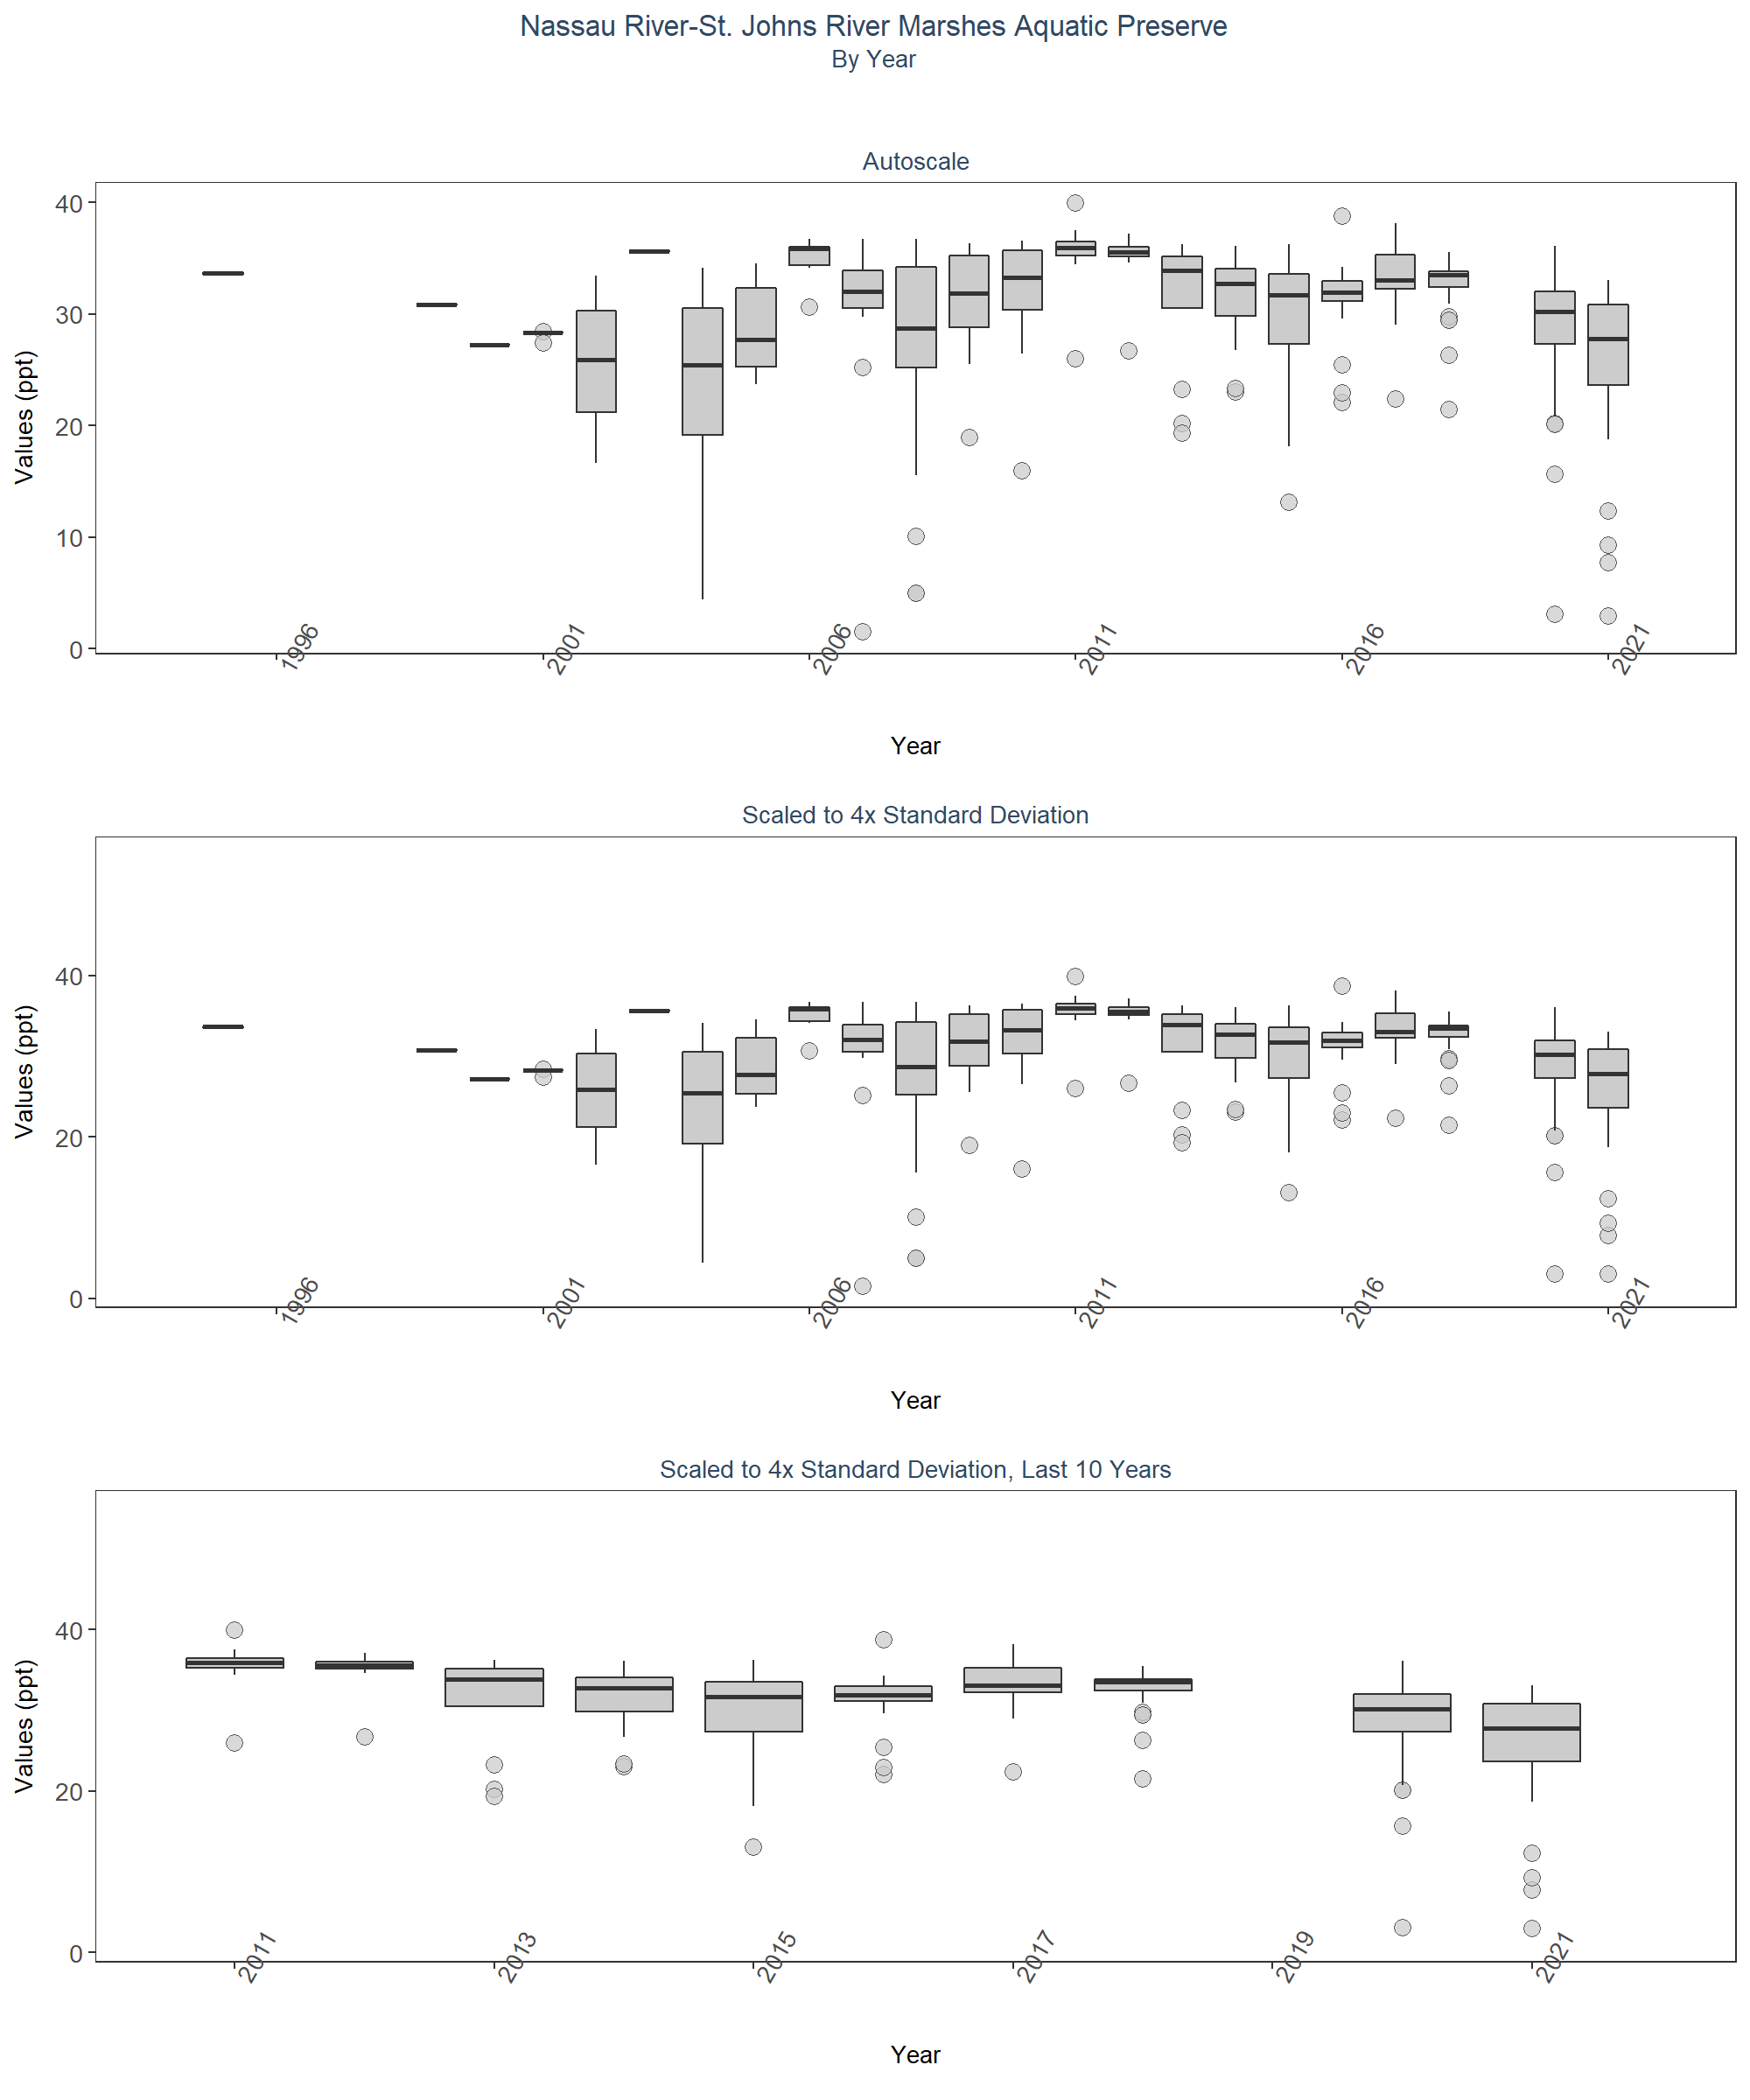 Nassau River-St. Johns River Marshes Aquatic Preserve
By Year
Autoscale
Values (ppt)
40
30
20
10
0
1996
2001
2006
2011
2016
2021
Year
Scaled to 4x Standard Deviation
Values (ppt)
40
20
0
1996
2001
2006
2011
2016
2021
Year
Scaled to 4x Standard Deviation, Last 10 Years
Values (ppt)
40
20
0
2011
2013
2015
2017
2019
2021
Year